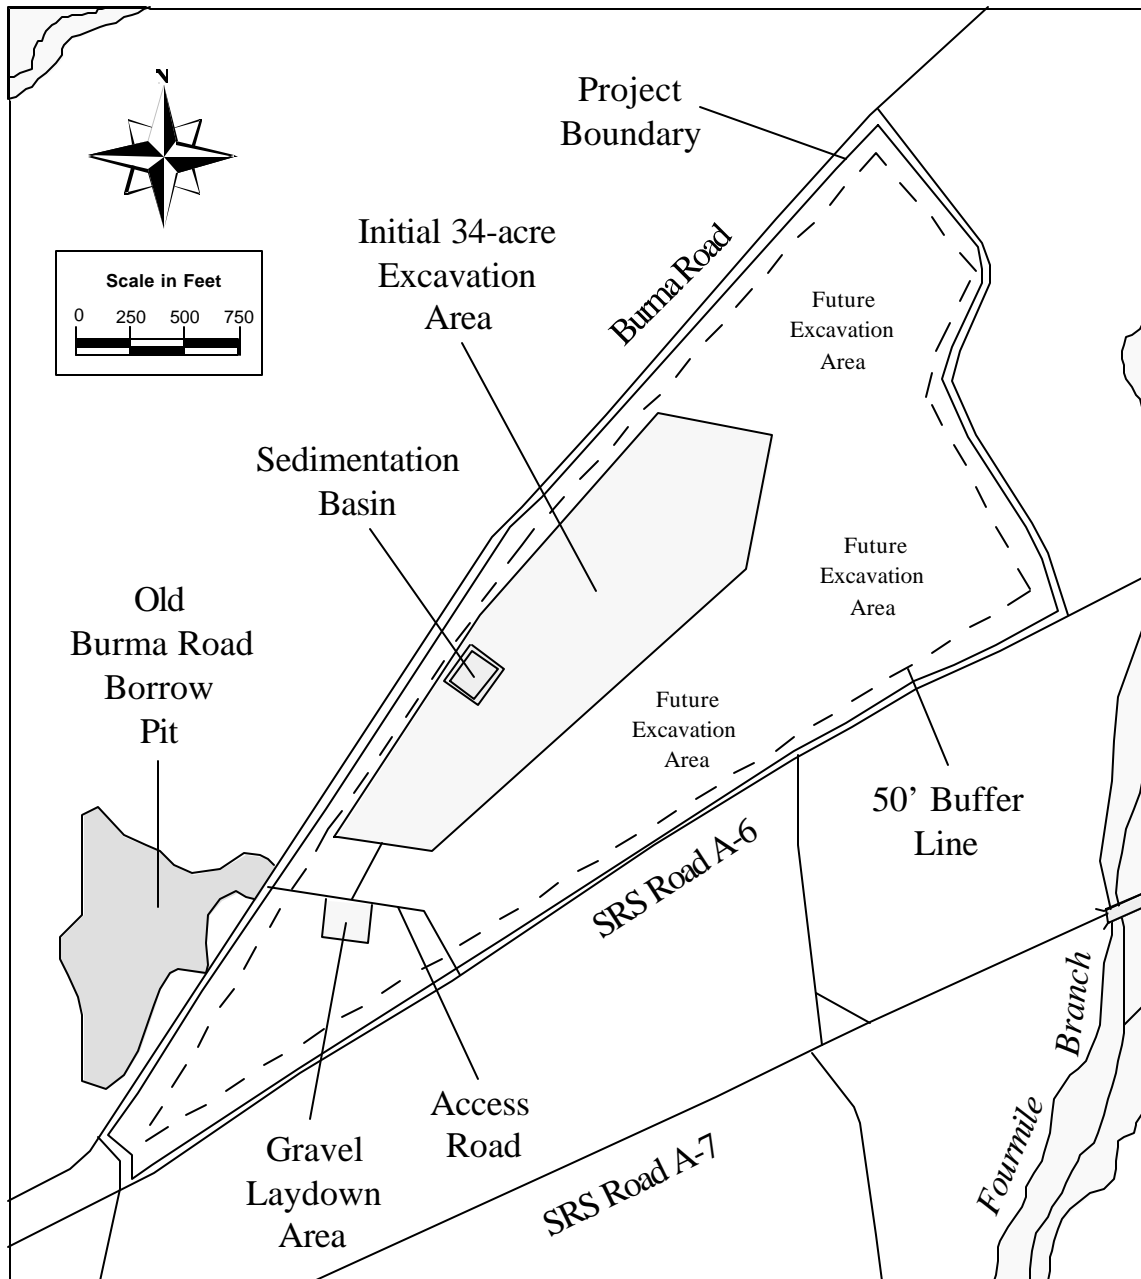 N
Project
Boundary
Initial 34-acre
Excavation
Area
Burma Road
Scale in Feet
0 250 500 750
Future
Excavation
Area
Sedimentation
Basin
Future
Excavation
Area
Old
Burma Road
Borrow
Pit
Future
Excavation
Area
50’ Buffer
Line
SRS Road A-6
Access
Road
Gravel
Laydown
Area
SRS Road A-7
Fourmile Branch